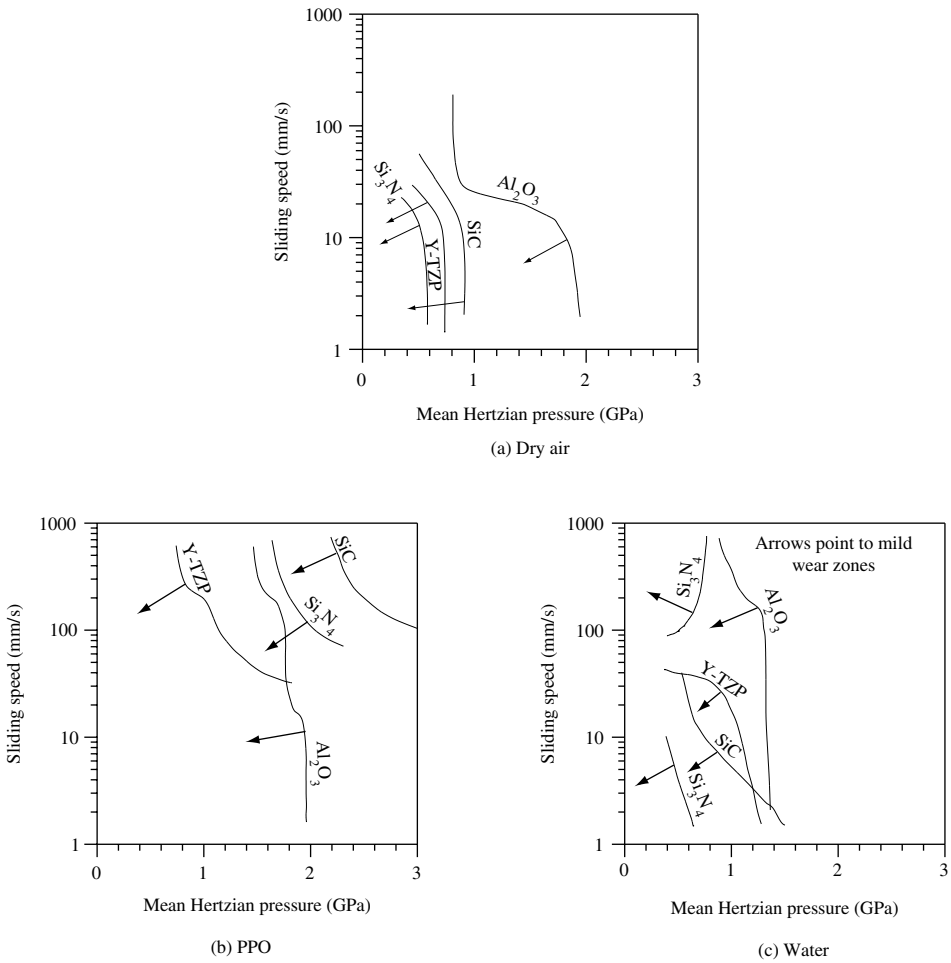 1000
100
10
1
Sliding speed (mm/s)
Si₃N₄
Y-TZP
SiC
Al₂O₃
0
1
2
3
Mean Hertzian pressure (GPa)
(a) Dry air
1000
100
10
1
Sliding speed (mm/s)
Y-TZP
Si₃N₄
SiC
Al₂O₃
0
1
2
3
Mean Hertzian pressure (GPa)
(b) PPO
1000
100
10
1
Sliding speed (mm/s)
Arrows point to mild
wear zones
Si₃N₄
Al₂O₃
Y-TZP
SiC
Si₃N₄
0
1
2
3
Mean Hertzian pressure (GPa)
(c) Water